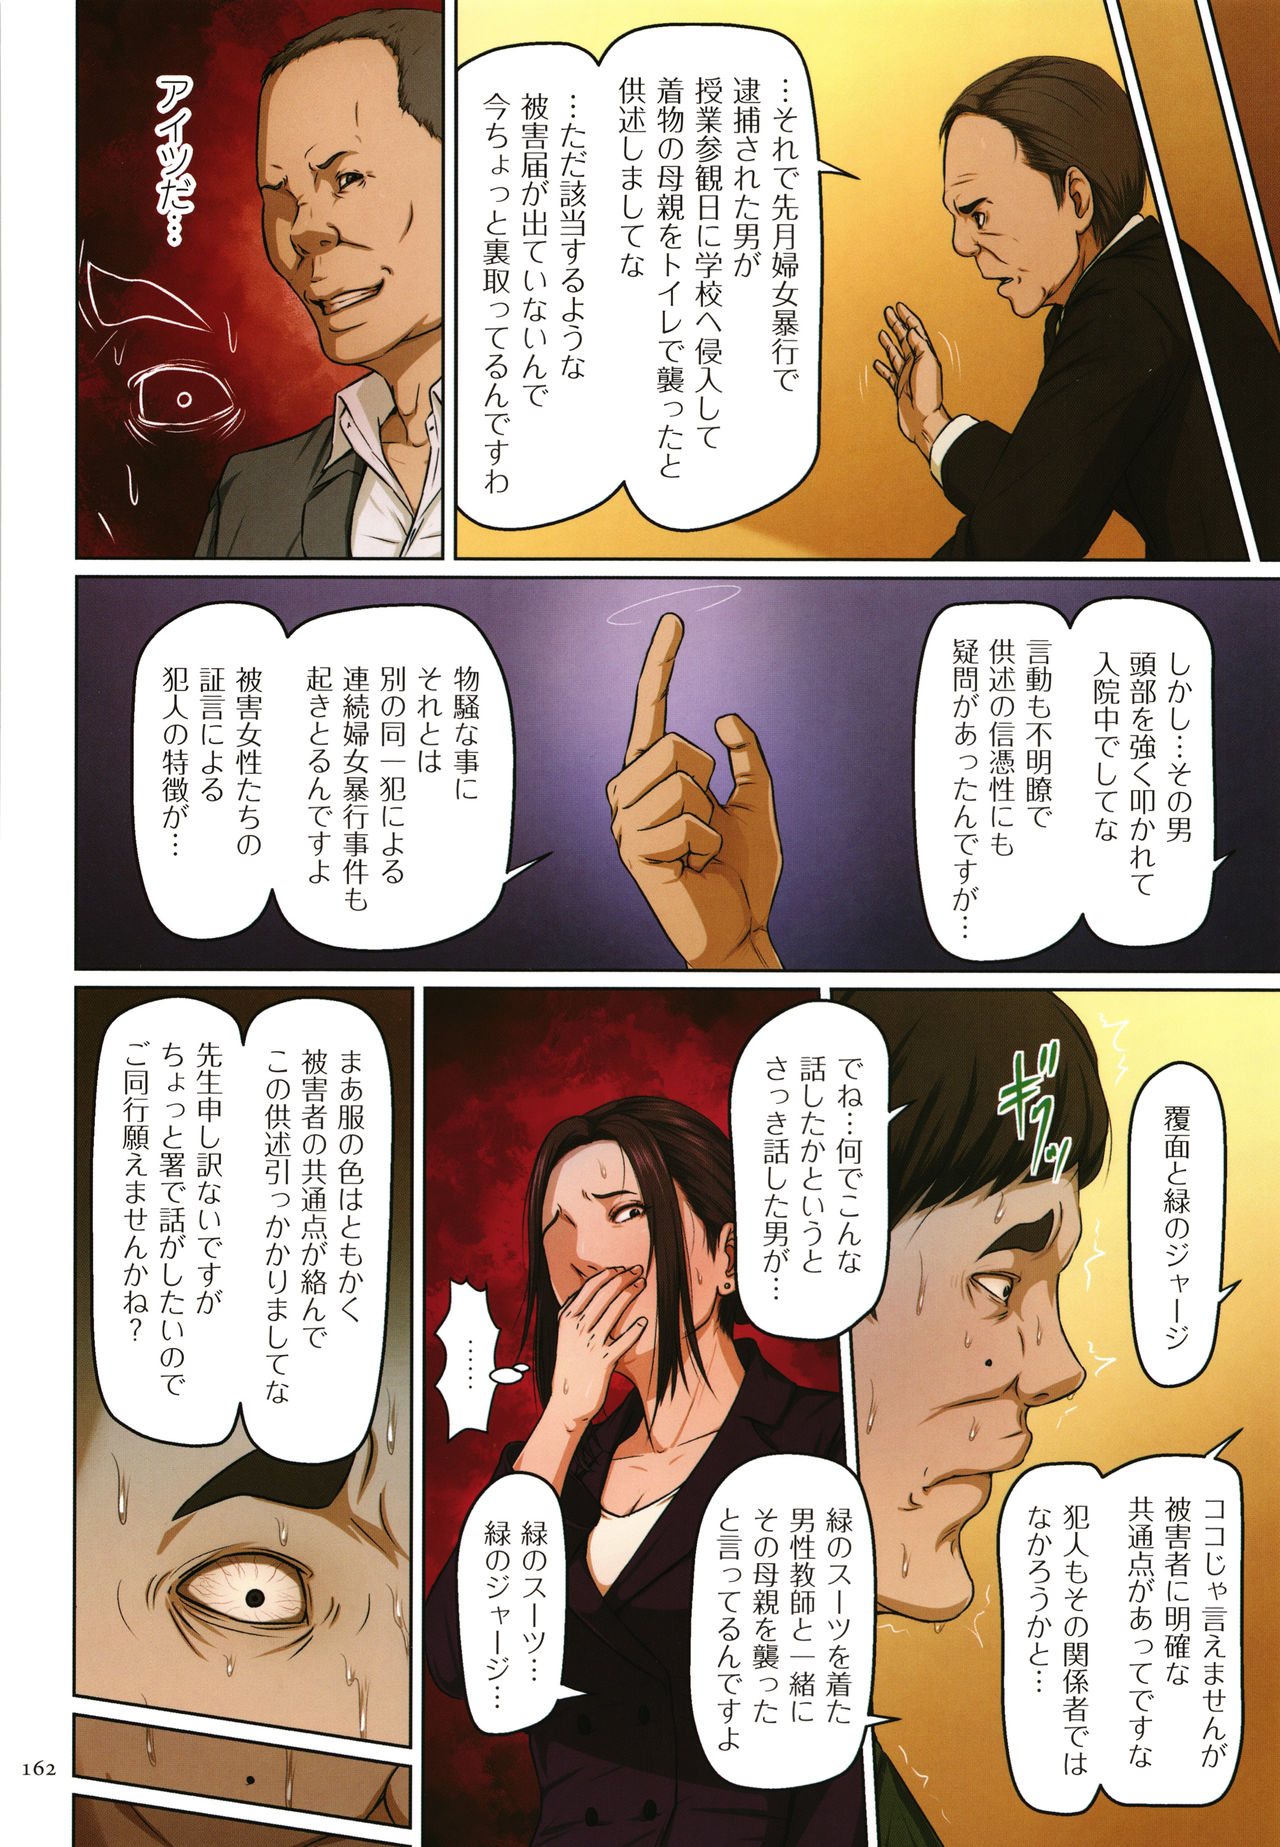 …それで先月婦女暴行で
逮捕された男が
授業参観日に学校へ侵入して
着物の母親をトイレで襲ったと
供述しましてな
…ただ該当するような
被害届が出ていないんで
今ちょっと裏取ってるんですわ
アイツだ…
しかし…その男
頭部を強く叩かれて
入院中でしてな
言動も不明瞭で
供述の信憑性にも
疑問があったんですが…
物騒な事に
それとは
別の同一犯による
連続婦女暴行事件も
起きとるんですよ
被害女性たちの
証言による
犯人の特徴が…
覆面と緑のジャージ
ギクッ
ココじゃ言えませんが
被害者に明確な
共通点があってですな
犯人もその関係者では
なかろうかと…
でね…何でこんな
話したかというと
さっき話した男が…
緑のスーツを着た
男性教師と一緒に
その母親を襲った
と言ってるんですよ
……
緑のスーツ…
緑のジャージ…
まあ服の色はともかく
被害者の共通点が絡んで
この供述引っかかりましてな
先生申し訳ないですが
ちょっと署で話がしたいので
ご同行願えませんかね?
162